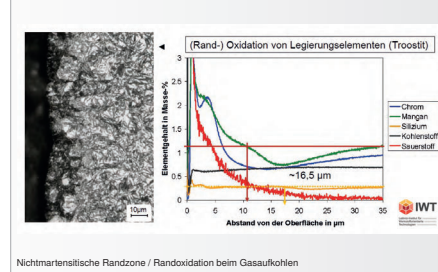 (Rand-) Oxidation von Legierungselementen (Troostit)
Elementgehalt in Masse-%
3
2.5
2
1.5
1
0.5
0
0
5
10
15
20
25
30
35
~16,5 µm
Abstand von der Oberfläche in µm
Chrom
Mangan
Silizium
Kohlenstoff
Sauerstoff
10µm
IWT
Nichtmartensitische Randzone / Randoxidation beim Gasaufkohlen